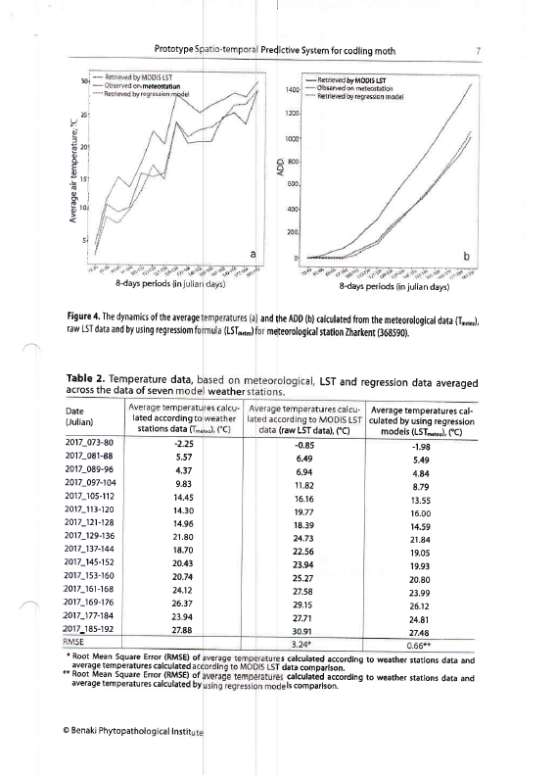 Prototype Spatio-temporal Predictive System for codling moth 7
Retrieved by MODIS LST
Observed on meteostation
Retrieved by regression model
30
25
20
15
10
5
Average air temperature, °C
a
8-days periods (in julian days)
Retrieved by MODIS LST
Observed on meteostation
Retrieved by regression model
1400
1200
1000
800
600
400
200
0
ADD
b
8-days periods (in julian days)
Figure 4. The dynamics of the average temperatures (a) and the ADD (b) calculated from the meteorological data (Tmeteo),
raw LST data and by using regressiom formula (LSTmeteo) for meteorological station Zharkent (368590).
Table 2. Temperature data, based on meteorological, LST and regression data averaged
across the data of seven model weather stations.
Date (Julian) | Average temperatures calculated according to weather stations data (Tmeteo), (°C) | Average temperatures calculated according to MODIS LST data (raw LST data), (°C) | Average temperatures calculated by using regression models (LSTmeteo), (°C)
2017_073-80 -2.25 -0.85 -1.98
2017_081-88 5.57 6.49 5.49
2017_089-96 4.37 6.94 4.84
2017_097-104 9.83 11.82 8.79
2017_105-112 14.45 16.16 13.55
2017_113-120 14.30 19.77 16.00
2017_121-128 14.96 18.39 14.59
2017_129-136 21.80 24.73 21.84
2017_137-144 18.70 22.56 19.05
2017_145-152 20.43 23.94 19.93
2017_153-160 20.74 25.27 20.80
2017_161-168 24.12 27.58 23.99
2017_169-176 26.37 29.15 26.12
2017_177-184 23.94 27.71 24.81
2017_185-192 27.88 30.91 27.48
RMSE 3.24* 0.66**
* Root Mean Square Error (RMSE) of average temperatures calculated according to weather stations data and
average temperatures calculated according to MODIS LST data comparison.
** Root Mean Square Error (RMSE) of average temperatures calculated according to weather stations data and
average temperatures calculated by using regression models comparison.
© Benaki Phytopathological Institute